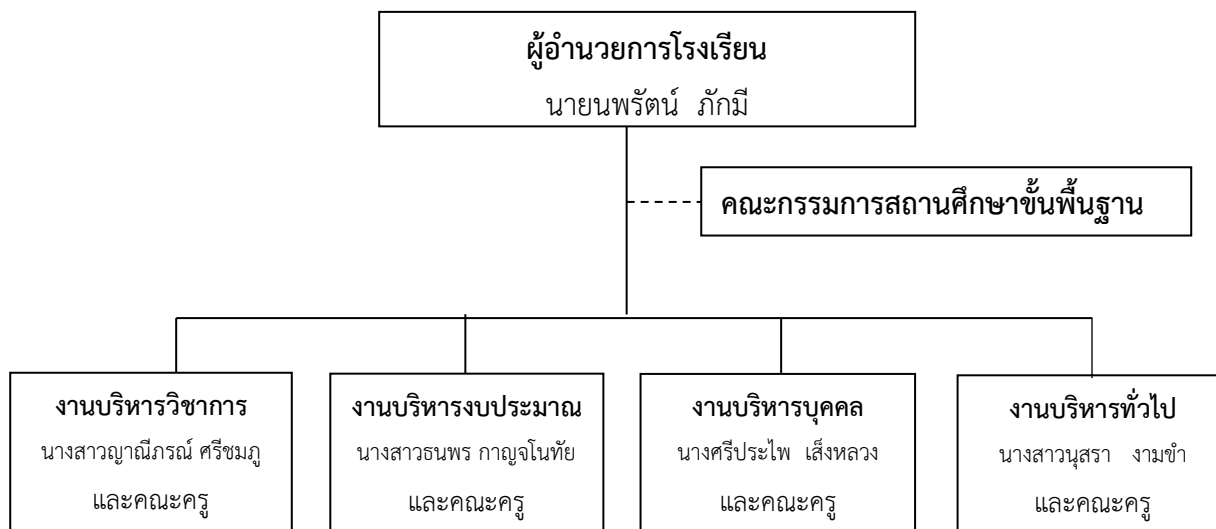 ผู้อำนวยการโรงเรียน
นายนพรัตน์ ภักมี
คณะกรรมการสถานศึกษาขั้นพื้นฐาน
งานบริหารวิชาการ
นางสาวญาณีภรณ์ ศรีชมภู
และคณะครู
งานบริหารงบประมาณ
นางสาวธนพร กาญจโนทัย
และคณะครู
งานบริหารบุคคล
นางศรีประไพ เส็งหลวง
และคณะครู
งานบริหารทั่วไป
นางสาวนุสรา งามขำ
และคณะครู